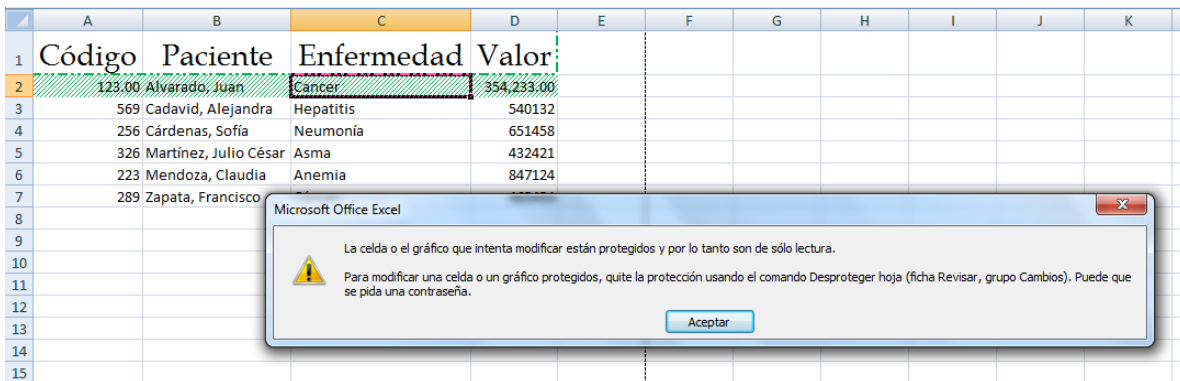 A B C D E F G H I J K
1 Código Paciente Enfermedad Valor
2 123.00 Alvarado, Juan Cancer 354,233.00
3 569 Cadavid, Alejandra Hepatitis 540132
4 256 Cárdenas, Sofía Neumonía 651458
5 326 Martínez, Julio César Asma 432421
6 223 Mendoza, Claudia Anemia 847124
7 289 Zapata, Francisco
8
9
10
11
12
13
14
15
Microsoft Office Excel
La celda o el gráfico que intenta modificar están protegidos y por lo tanto son de sólo lectura.
Para modificar una celda o un gráfico protegidos, quite la protección usando el comando Desproteger hoja (ficha Revisar, grupo Cambios). Puede que
se pida una contraseña.
Aceptar